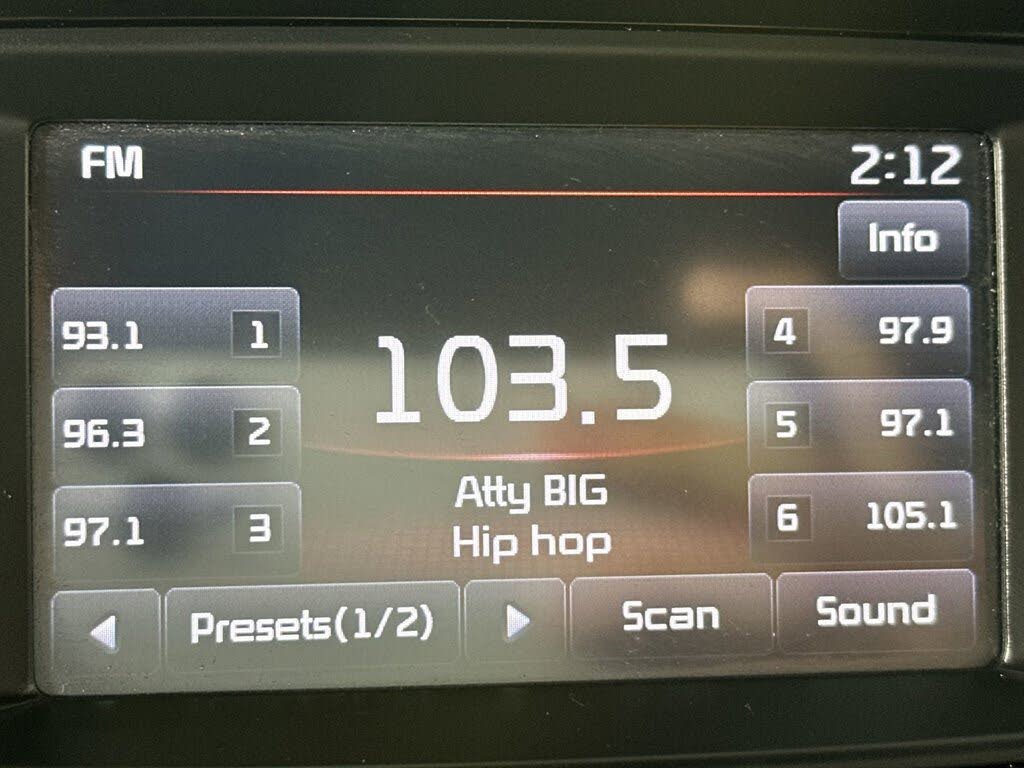 FM 2:12
Info
93.1 1
96.3 2
97.1 3
103.5
Atty BIG
Hip hop
4 97.9
5 97.1
6 105.1
Presets(1/2) Scan Sound